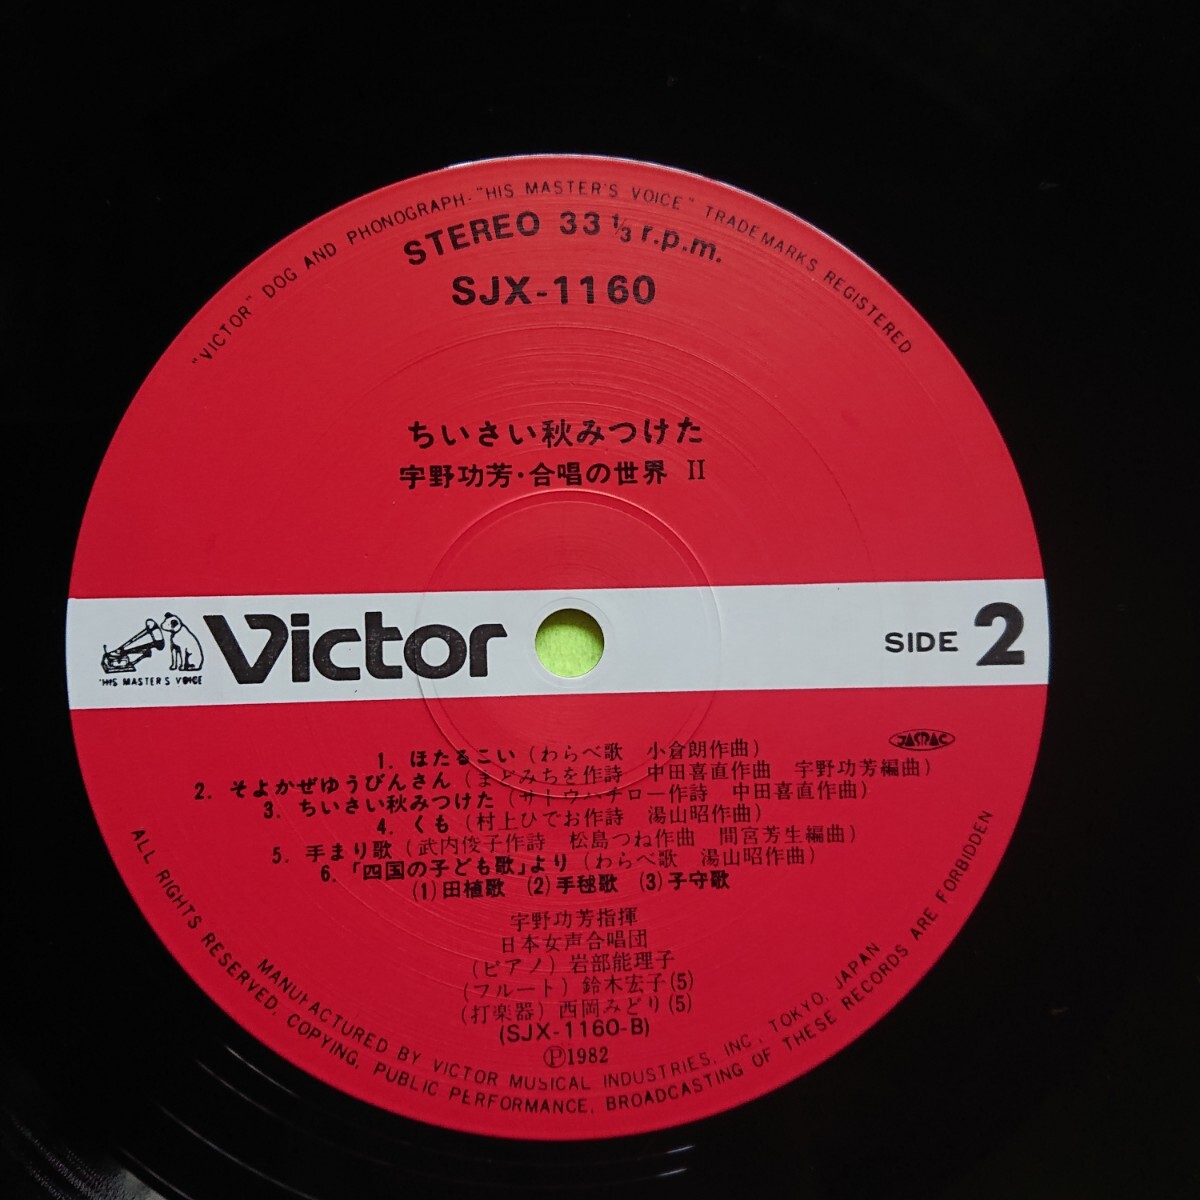 "VICTOR" DOG AND PHONOGRAPH-"HIS MASTER'S VOICE" TRADEMARKS REGISTERED
STEREO 33 1/3 r.p.m.
SJX-1160
ちいさい秋みつけた
宇野功芳・合唱の世界 II
"HIS MASTER'S VOICE
Victor
SIDE 2
JASRAC
1. ほたるこい(わらべ歌 小倉朗作曲)
2. そよかぜゆうびんさん(まどみちを作詩 中田喜直作曲 宇野功芳編曲)
3. ちいさい秋みつけた(サトウハチロー作詩 中田喜直作曲)
4. くも(村上ひでお作詩 湯山昭作曲)
5. 手まり歌(武内俊子作詩 松島つね作曲 間宮芳生編曲)
6. 「四国の子ども歌」より(わらべ歌 湯山昭作曲)
(1)田植歌 (2)手毬歌 (3)子守歌
宇野功芳指揮
日本女声合唱団
(ピアノ)岩部能理子
(フルート)鈴木宏子(5)
(打楽器)西岡みどり(5)
(SJX-1160-B)
Ⓟ1982
MANUFACTURED BY VICTOR MUSICAL INDUSTRIES, INC., TOKYO, JAPAN
ALL RIGHTS RESERVED, COPYING, PUBLIC PERFORMANCE, BROADCASTING OF THESE RECORDS ARE FORBIDDEN